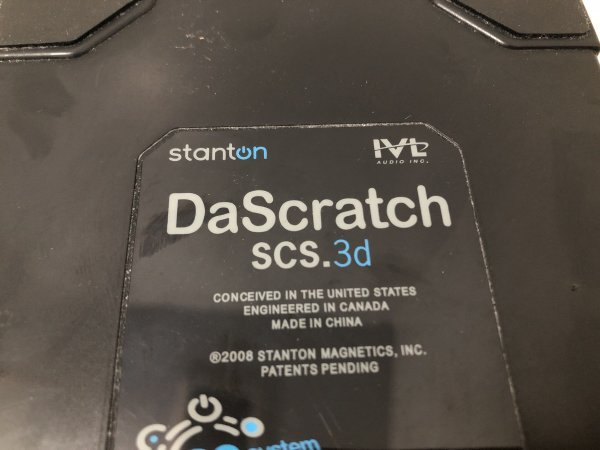 stanton
IVL
AUDIO INC.
DaScratch
SCS.3d
CONCEIVED IN THE UNITED STATES
ENGINEERED IN CANADA
MADE IN CHINA
®2008 STANTON MAGNETICS, INC.
PATENTS PENDING
system